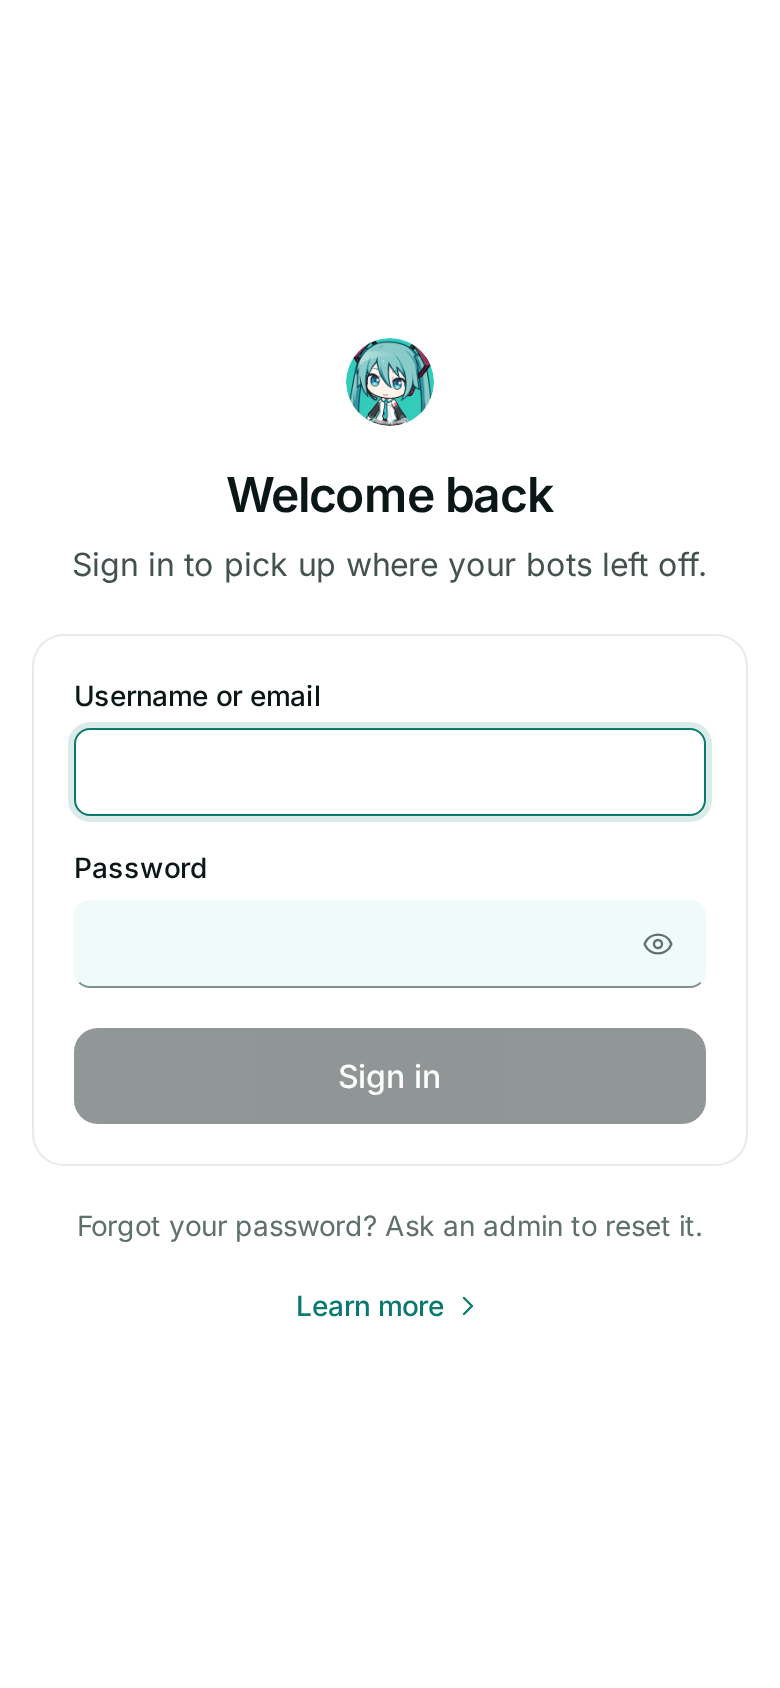 Welcome back
Sign in to pick up where your bots left off.
Username or email
Password
Sign in
Forgot your password? Ask an admin to reset it.
Learn more